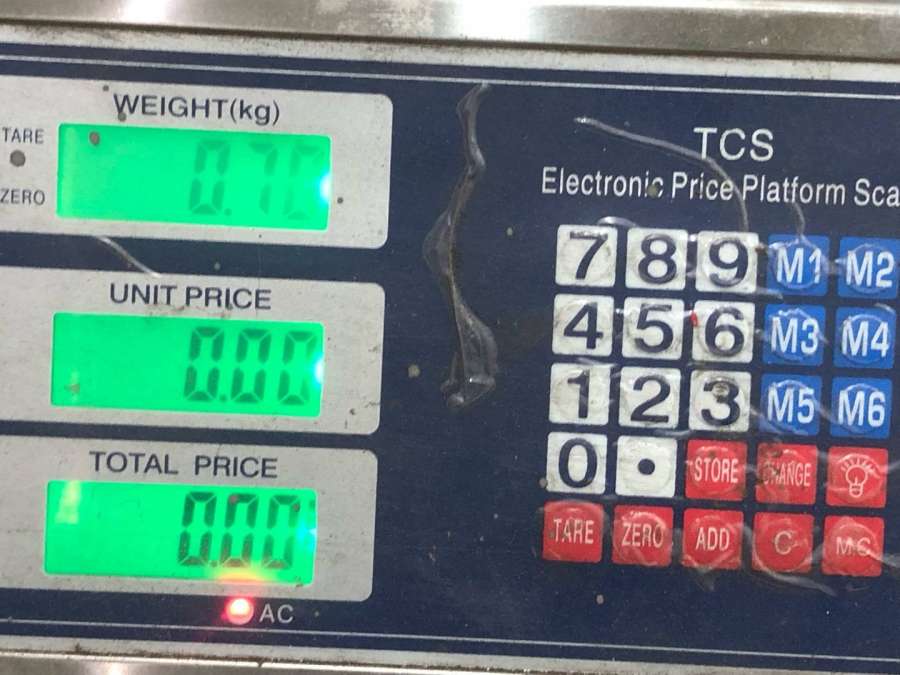 WEIGHT(kg)
TARE
ZERO
UNIT PRICE
0.00
TOTAL PRICE
0.00
AC
TCS
Electronic Price Platform Sca
7 8 9 M1 M2
4 5 6 M3 M4
1 2 3 M5 M6
0 . STORE CHANGE
TARE ZERO ADD C MC